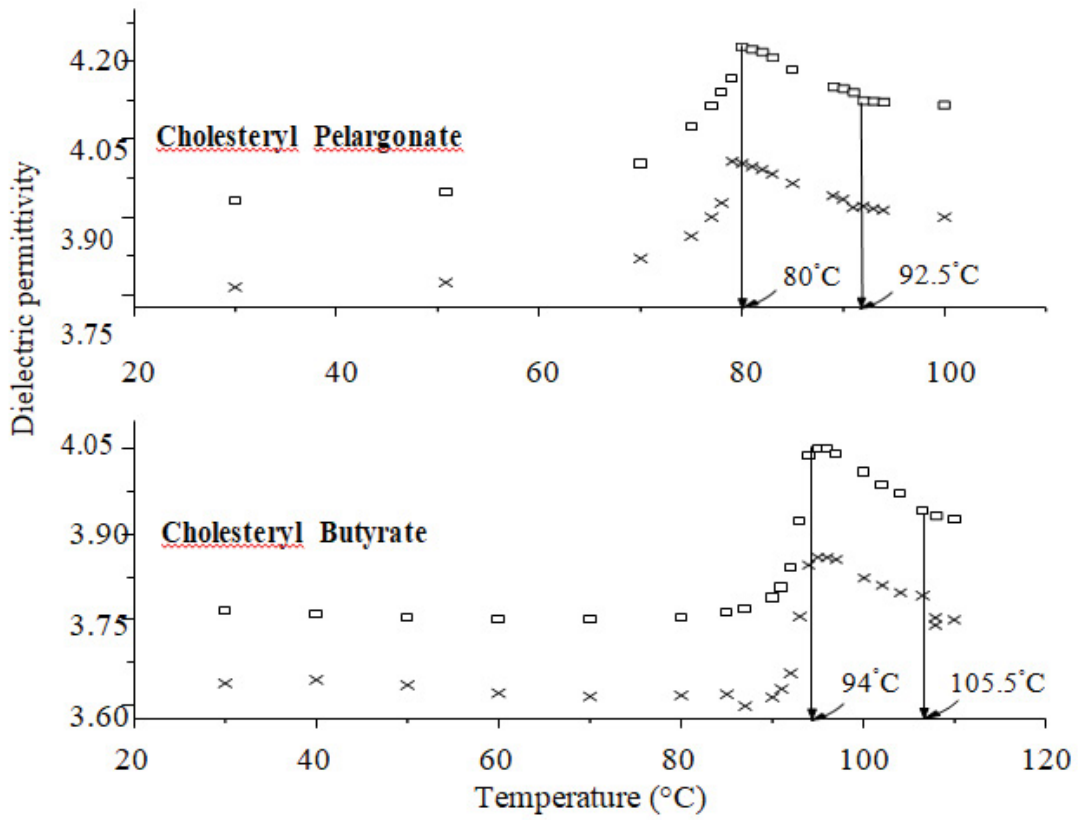 Dielectric permittivity
4.20
4.05
3.90
3.75
Cholesteryl Pelargonate
80°C
92.5°C
20 40 60 80 100
4.05
3.90
3.75
3.60
Cholesteryl Butyrate
94°C
105.5°C
20 40 60 80 100 120
Temperature (°C)